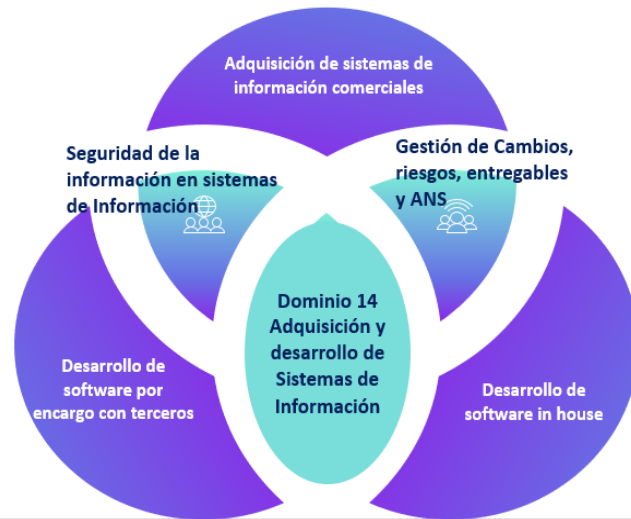 Adquisición de sistemas de
información comerciales
Seguridad de la
información en sistemas
de Información
Gestión de Cambios,
riesgos, entregables
y ANS
Dominio 14
Adquisición y
desarrollo de
Sistemas de
Información
Desarrollo de
software por
encargo con terceros
Desarrollo de
software in house